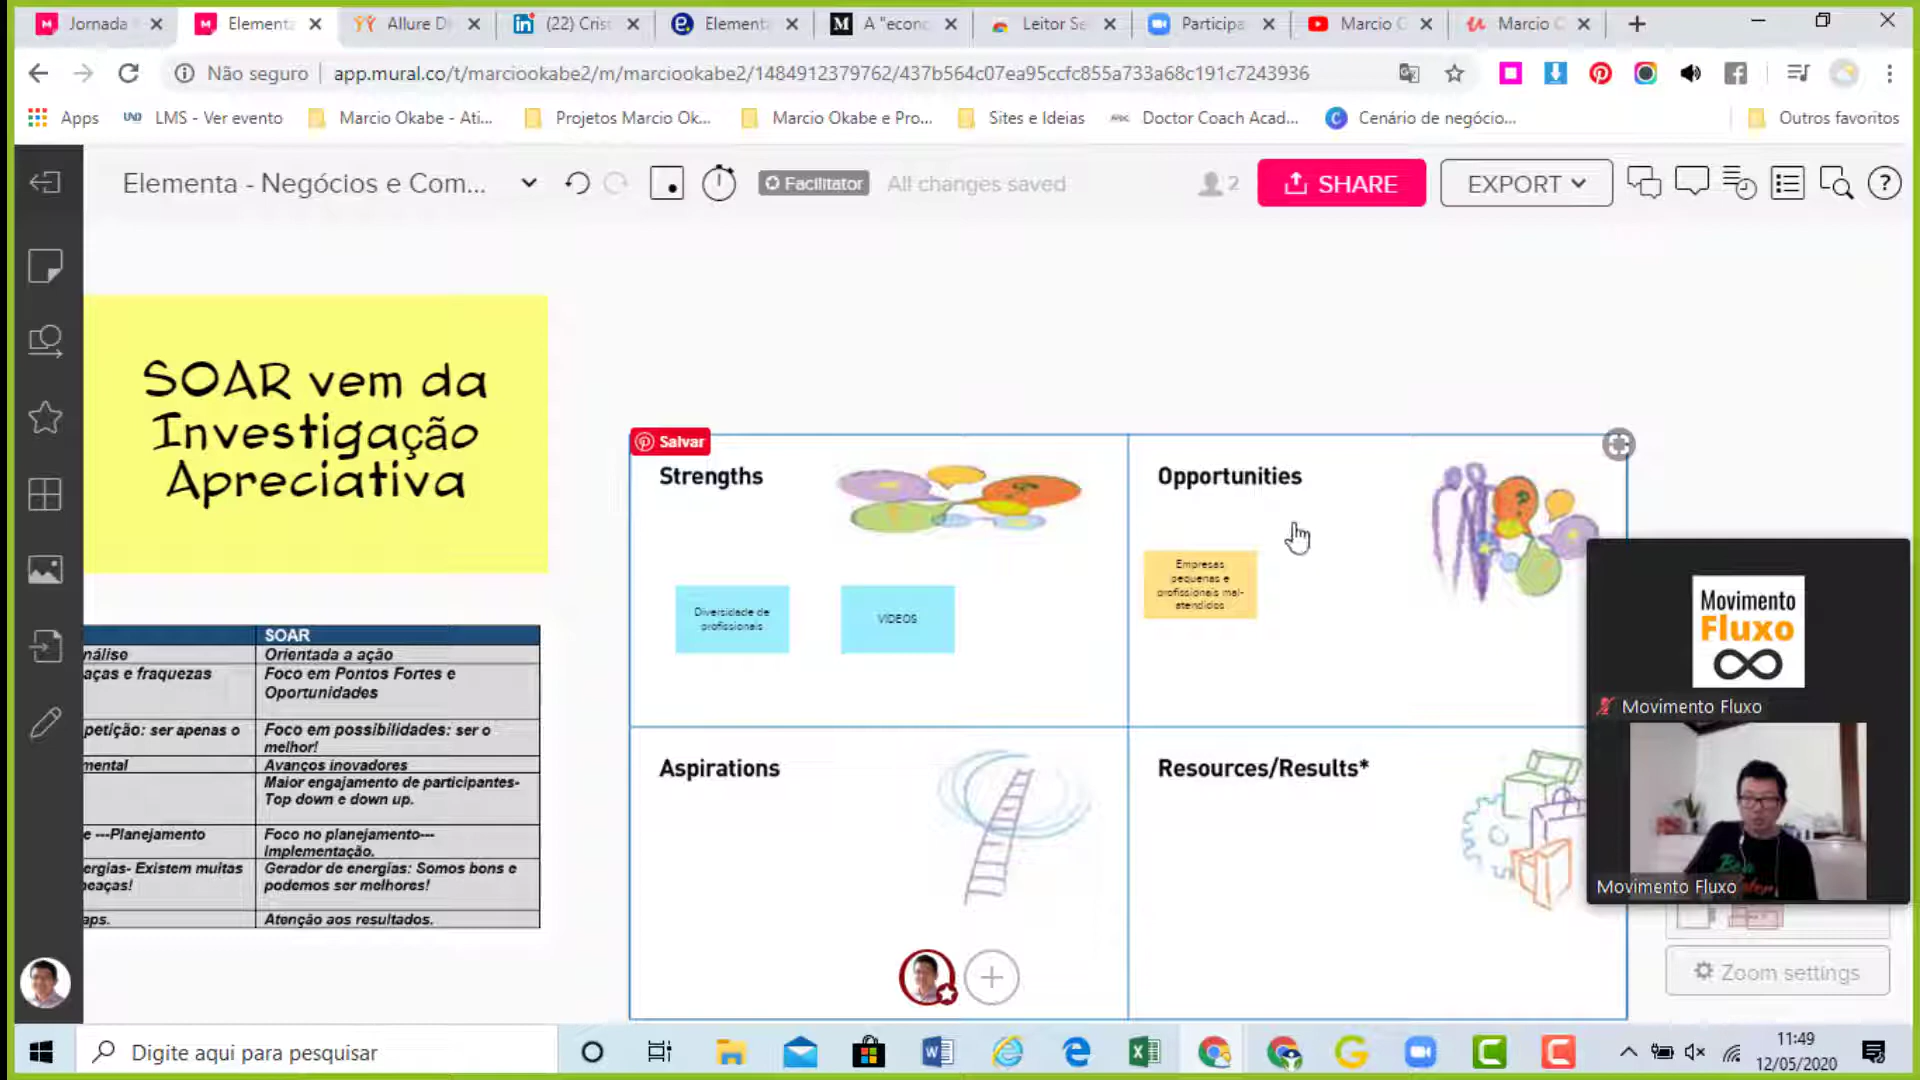 Jornada
Elementa
Allure D
(22) Crist
Elementa
A "econo
Leitor Se
Participa
Marcio O
Marcio O
Não seguro
app.mural.co/t/marciookabe2/m/marciookabe2/1484912379762/437b564c07ea95ccfc855a733a68c191c7243936
Apps
LMS - Ver evento
Marcio Okabe - Ati...
Projetos Marcio Ok...
Marcio Okabe e Pro...
Sites e Ideias
Doctor Coach Acad...
Cenário de negócio...
Outros favoritos
Elementa - Negócios e Com...
Facilitator
All changes saved
2
SHARE
EXPORT
SOAR vem da
Investigação
Apreciativa
SOAR
nálise
Orientada a ação
aças e fraquezas
Foco em Pontos Fortes e
Oportunidades
petição: ser apenas o
Foco em possibilidades: ser o
melhor!
mental
Avanços inovadores
Maior engajamento de participantes-
Top down e down up.
e ---Planejamento
Foco no planejamento---
Implementação.
ergias- Existem muitas
eaças!
Gerador de energias: Somos bons e
podemos ser melhores!
aps.
Atenção aos resultados.
Salvar
Strengths
Diversidade de
profissionais
VIDEOS
Opportunities
Empresas
pequenas e
profissionais mal-
atendidos
Aspirations
Resources/Results*
Movimento
Fluxo
Movimento Fluxo
Movimento Fluxo
Zoom settings
Digite aqui para pesquisar
11:49
12/05/2020